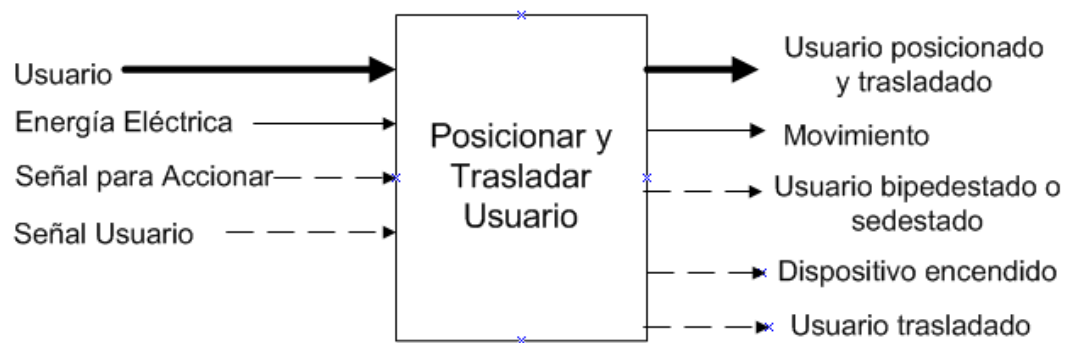 Usuario
Energía Eléctrica
Señal para Accionar
Señal Usuario
Posicionar y
Trasladar
Usuario
Usuario posicionado
y trasladado
Movimiento
Usuario bipedestado o
sedestado
Dispositivo encendido
Usuario trasladado